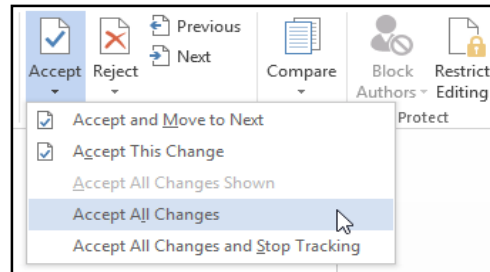 Previous
Next
Accept
Reject
Compare
Block
Authors
Restrict
Editing
Protect
Accept and Move to Next
Accept This Change
Accept All Changes Shown
Accept All Changes
Accept All Changes and Stop Tracking